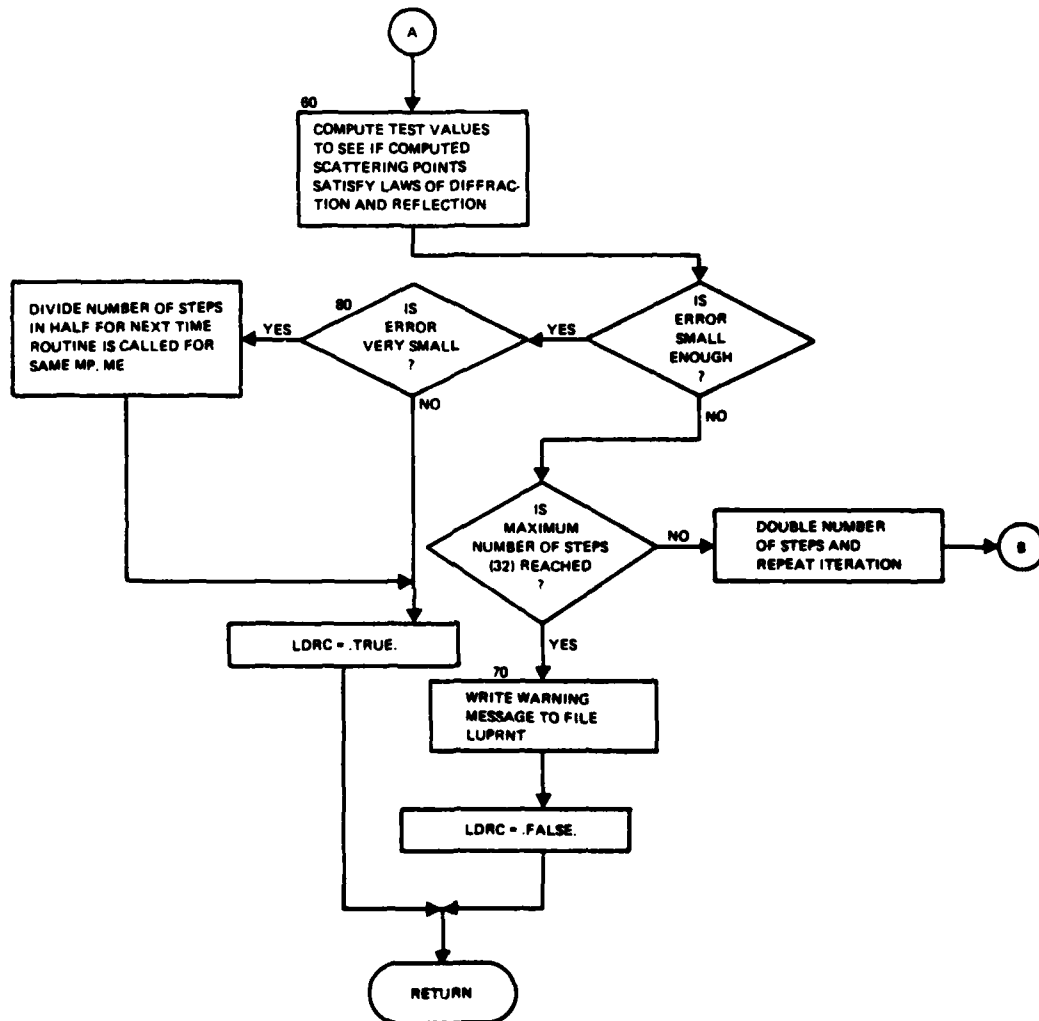 A
60
COMPUTE TEST VALUES
TO SEE IF COMPUTED
SCATTERING POINTS
SATISFY LAWS OF DIFFRAC-
TION AND REFLECTION
DIVIDE NUMBER OF STEPS
IN HALF FOR NEXT TIME
ROUTINE IS CALLED FOR
SAME MP, ME
YES
80
IS
ERROR
VERY SMALL
?
YES
IS
ERROR
SMALL
ENOUGH
?
NO
NO
IS
MAXIMUM
NUMBER OF STEPS
(32) REACHED
?
NO
DOUBLE NUMBER
OF STEPS AND
REPEAT ITERATION
B
LDRC = .TRUE.
YES
70
WRITE WARNING
MESSAGE TO FILE
LUPRNT
LDRC = .FALSE.
RETURN